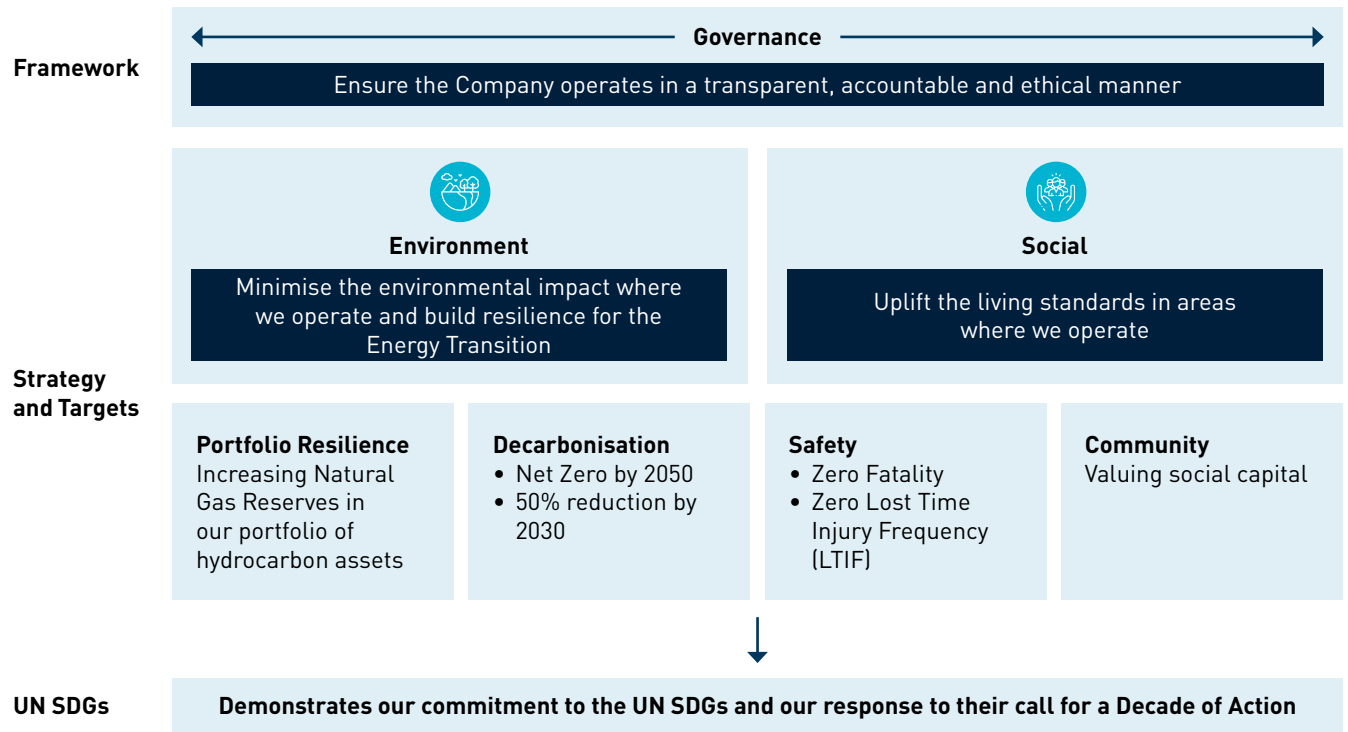 Framework
Governance
Ensure the Company operates in a transparent, accountable and ethical manner
Strategy
and Targets
Environment
Minimise the environmental impact where
we operate and build resilience for the
Energy Transition
Social
Uplift the living standards in areas
where we operate
Portfolio Resilience
Increasing Natural
Gas Reserves in
our portfolio of
hydrocarbon assets
Decarbonisation
• Net Zero by 2050
• 50% reduction by
2030
Safety
• Zero Fatality
• Zero Lost Time
Injury Frequency
(LTIF)
Community
Valuing social capital
UN SDGs
Demonstrates our commitment to the UN SDGs and our response to their call for a Decade of Action